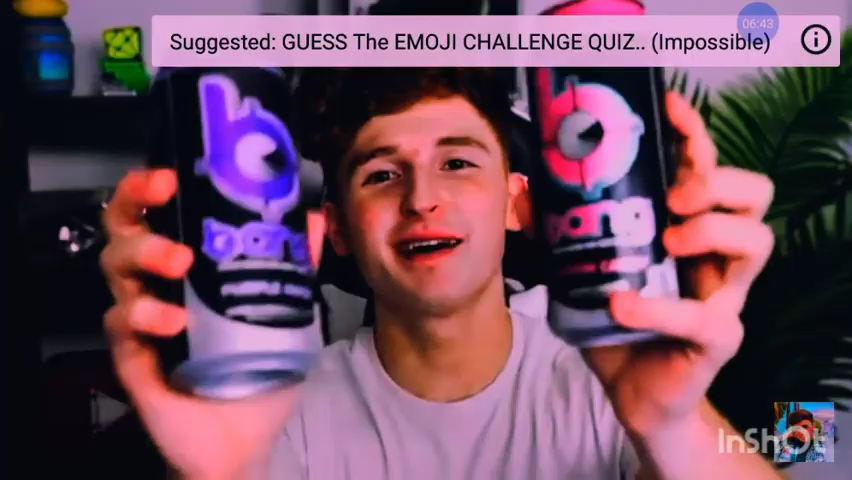 06:43
Suggested: GUESS The EMOJI CHALLENGE QUIZ.. (Impossible)
bang
bang
InShOt